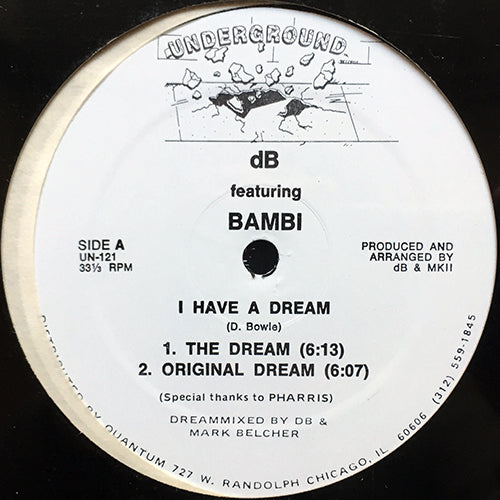 UNDERGROUND
dB
featuring
BAMBI
SIDE A
UN-121
33⅓ RPM
PRODUCED AND
ARRANGED BY
dB & MKII
I HAVE A DREAM
(D. Bowie)
1. THE DREAM (6:13)
2. ORIGINAL DREAM (6:07)
(Special thanks to PHARRIS)
DREAMMIXED BY DB &
MARK BELCHER
DISTRIBUTED BY QUANTUM 727 W. RANDOLPH CHICAGO, IL 60606 (312) 559-1845